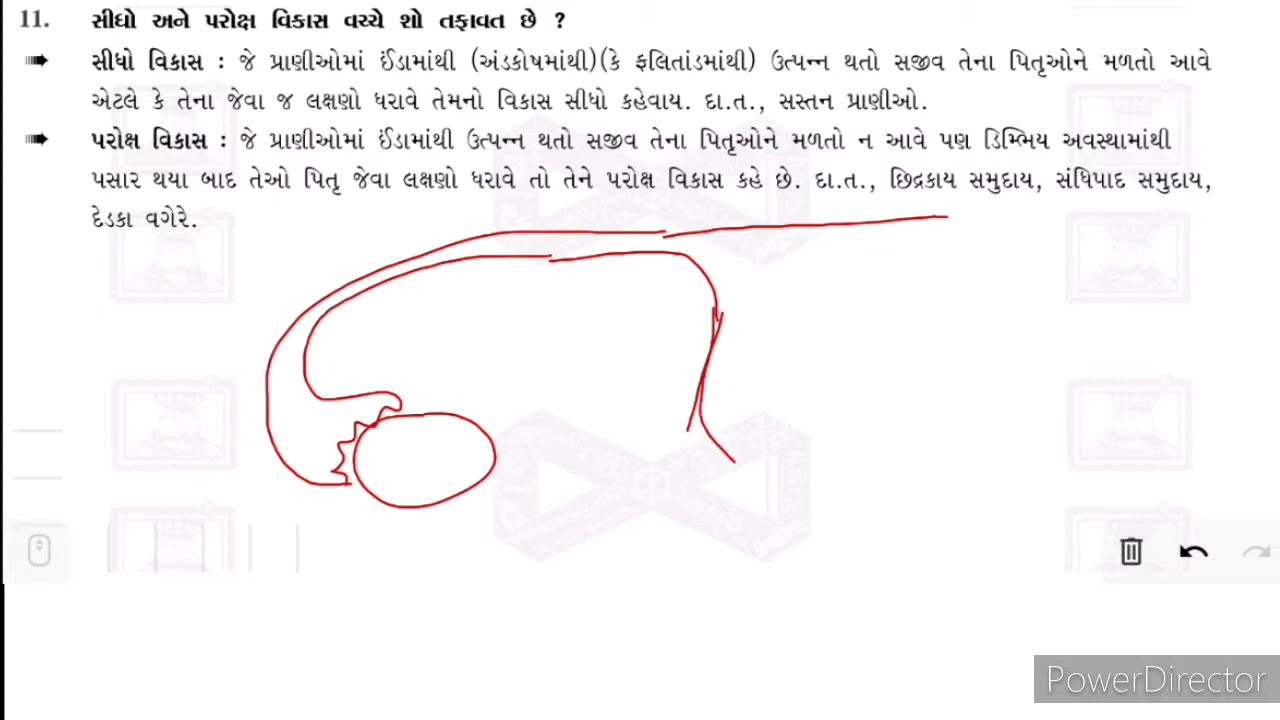 11. સીધો અને પરોક્ષ વિકાસ વચ્ચે શો તફાવત છે ?
➠ સીધો વિકાસ : જે પ્રાણીઓમાં ઈંડામાંથી (અંડકોષમાંથી)(કે ફલિતાંડમાંથી) ઉત્પન્ન થતો સજીવ તેના પિતૃઓને મળતો આવે
એટલે કે તેના જેવા જ લક્ષણો ધરાવે તેમનો વિકાસ સીધો કહેવાય. દા.ત., સસ્તન પ્રાણીઓ.
➠ પરોક્ષ વિકાસ : જે પ્રાણીઓમાં ઈંડામાંથી ઉત્પન્ન થતો સજીવ તેના પિતૃઓને મળતો ન આવે પણ ડિમ્ભિય અવસ્થામાંથી
પસાર થયા બાદ તેઓ પિતૃ જેવા લક્ષણો ધરાવે તો તેને પરોક્ષ વિકાસ કહે છે. દા.ત., છિદ્રકાય સમુદાય, સંધિપાદ સમુદાય,
દેડકા વગેરે.
PowerDirector